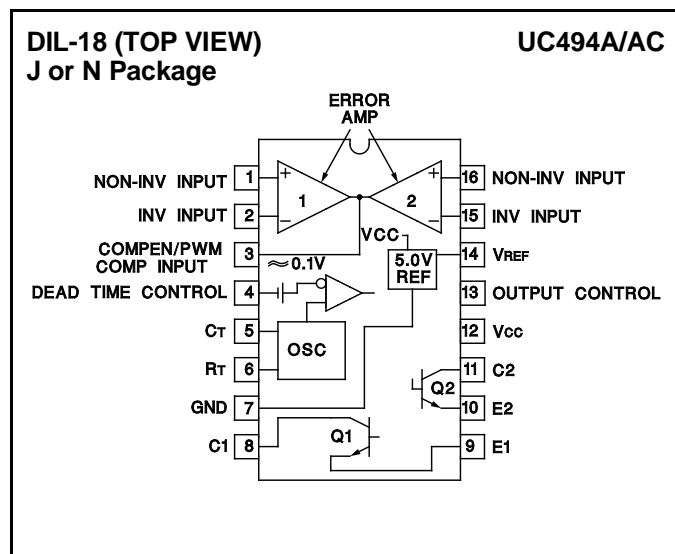 DIL-18 (TOP VIEW) UC494A/AC
J or N Package
ERROR
AMP
NON-INV INPUT 1 + + 16 NON-INV INPUT
1 2
INV INPUT 2 − − 15 INV INPUT
COMPEN/PWM
COMP INPUT 3
≈0.1V
VCC
5.0V
REF
14 VREF
DEAD TIME CONTROL 4 13 OUTPUT CONTROL
CT 5 12 VCC
OSC
RT 6 11 C2
Q2
GND 7 10 E2
C1 8 Q1 9 E1